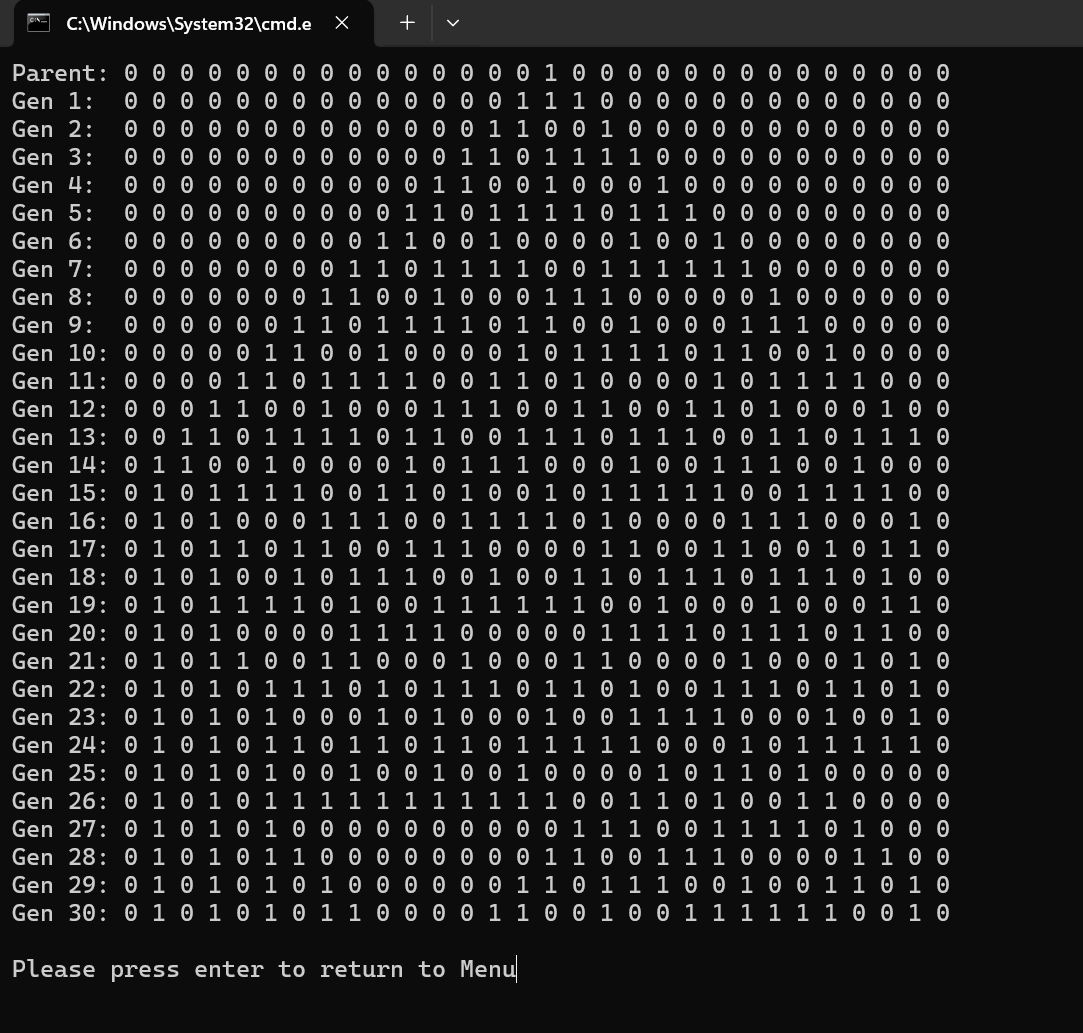 C:\Windows\System32\cmd.e
Parent: 0 0 0 0 0 0 0 0 0 0 0 0 0 0 0 1 0 0 0 0 0 0 0 0 0 0 0 0 0 0
Gen 1:  0 0 0 0 0 0 0 0 0 0 0 0 0 0 1 1 1 0 0 0 0 0 0 0 0 0 0 0 0 0
Gen 2:  0 0 0 0 0 0 0 0 0 0 0 0 0 1 1 0 0 1 0 0 0 0 0 0 0 0 0 0 0 0
Gen 3:  0 0 0 0 0 0 0 0 0 0 0 0 1 1 0 1 1 1 1 0 0 0 0 0 0 0 0 0 0 0
Gen 4:  0 0 0 0 0 0 0 0 0 0 0 1 1 0 0 1 0 0 0 1 0 0 0 0 0 0 0 0 0 0
Gen 5:  0 0 0 0 0 0 0 0 0 0 1 1 0 1 1 1 1 0 1 1 1 0 0 0 0 0 0 0 0 0
Gen 6:  0 0 0 0 0 0 0 0 0 1 1 0 0 1 0 0 0 0 1 0 0 1 0 0 0 0 0 0 0 0
Gen 7:  0 0 0 0 0 0 0 0 1 1 0 1 1 1 1 0 0 1 1 1 1 1 1 0 0 0 0 0 0 0
Gen 8:  0 0 0 0 0 0 0 1 1 0 0 1 0 0 0 1 1 1 0 0 0 0 0 1 0 0 0 0 0 0
Gen 9:  0 0 0 0 0 0 1 1 0 1 1 1 1 0 1 1 0 0 1 0 0 0 1 1 1 0 0 0 0 0
Gen 10: 0 0 0 0 0 1 1 0 0 1 0 0 0 0 1 0 1 1 1 1 0 1 1 0 0 1 0 0 0 0
Gen 11: 0 0 0 0 1 1 0 1 1 1 1 0 0 1 1 0 1 0 0 0 0 1 0 1 1 1 1 0 0 0
Gen 12: 0 0 0 1 1 0 0 1 0 0 0 1 1 1 0 0 1 1 0 0 1 1 0 1 0 0 0 1 0 0
Gen 13: 0 0 1 1 0 1 1 1 1 0 1 1 0 0 1 1 1 0 1 1 1 0 0 1 1 0 1 1 1 0
Gen 14: 0 1 1 0 0 1 0 0 0 0 1 0 1 1 1 0 0 0 1 0 0 1 1 1 0 0 1 0 0 0
Gen 15: 0 1 0 1 1 1 1 0 0 1 1 0 1 0 0 1 0 1 1 1 1 1 0 0 1 1 1 1 0 0
Gen 16: 0 1 0 1 0 0 0 1 1 1 0 0 1 1 1 1 0 1 0 0 0 0 1 1 1 0 0 0 1 0
Gen 17: 0 1 0 1 1 0 1 1 0 0 1 1 1 0 0 0 0 1 1 0 0 1 1 0 0 1 0 1 1 0
Gen 18: 0 1 0 1 0 0 1 0 1 1 1 0 0 1 0 0 1 1 0 1 1 1 0 1 1 1 0 1 0 0
Gen 19: 0 1 0 1 1 1 1 0 1 0 0 1 1 1 1 1 1 0 0 1 0 0 0 1 0 0 0 1 1 0
Gen 20: 0 1 0 1 0 0 0 0 1 1 1 1 0 0 0 0 0 1 1 1 1 0 1 1 1 0 1 1 0 0
Gen 21: 0 1 0 1 1 0 0 1 1 0 0 0 1 0 0 0 1 1 0 0 0 0 1 0 0 0 1 0 1 0
Gen 22: 0 1 0 1 0 1 1 1 0 1 0 1 1 1 0 1 1 0 1 0 0 1 1 1 0 1 1 0 1 0
Gen 23: 0 1 0 1 0 1 0 0 0 1 0 1 0 0 0 1 0 0 1 1 1 1 0 0 0 1 0 0 1 0
Gen 24: 0 1 0 1 0 1 1 0 1 1 0 1 1 0 1 1 1 1 1 0 0 0 1 0 1 1 1 1 1 0
Gen 25: 0 1 0 1 0 1 0 0 1 0 0 1 0 0 1 0 0 0 0 1 0 1 1 0 1 0 0 0 0 0
Gen 26: 0 1 0 1 0 1 1 1 1 1 1 1 1 1 1 1 0 0 1 1 0 1 0 0 1 1 0 0 0 0
Gen 27: 0 1 0 1 0 1 0 0 0 0 0 0 0 0 0 0 1 1 1 0 0 1 1 1 1 0 1 0 0 0
Gen 28: 0 1 0 1 0 1 1 0 0 0 0 0 0 0 0 1 1 0 0 1 1 1 0 0 0 0 1 1 0 0
Gen 29: 0 1 0 1 0 1 0 1 0 0 0 0 0 0 1 1 0 1 1 1 0 0 1 0 0 1 1 0 1 0
Gen 30: 0 1 0 1 0 1 0 1 1 0 0 0 0 1 1 0 0 1 0 0 1 1 1 1 1 1 0 0 1 0
Please press enter to return to Menu